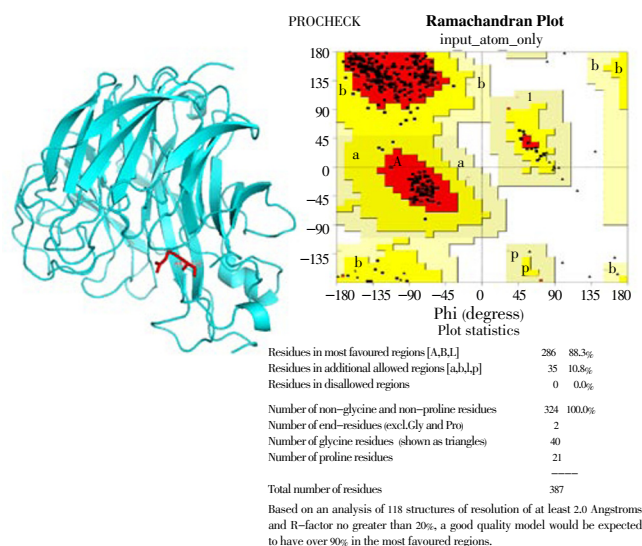 PROCHECK
Ramachandran Plot
input_atom_only
180
135
90
45
0
−45
−90
−135
b
b
b
b
l
a
A
a
b
p
p
b
−180
−135
−90
−45
0
45
90
135
180
Phi (degress)
Plot statistics
Residues in most favoured regions [A,B,L] 286 88.3%
Residues in additional allowed regions [a,b,l,p] 35 10.8%
Residues in disallowed regions 0 0.0%
Number of non−glycine and non−proline residues 324 100.0%
Number of end−residues (excl.Gly and Pro) 2
Number of glycine residues (shown as triangles) 40
Number of proline residues 21
————
Total number of residues 387
Based on an analysis of 118 structures of resolution of at least 2.0 Angstroms
and R−factor no greater than 20%, a good quality model would be expected
to have over 90% in the most favoured regions.